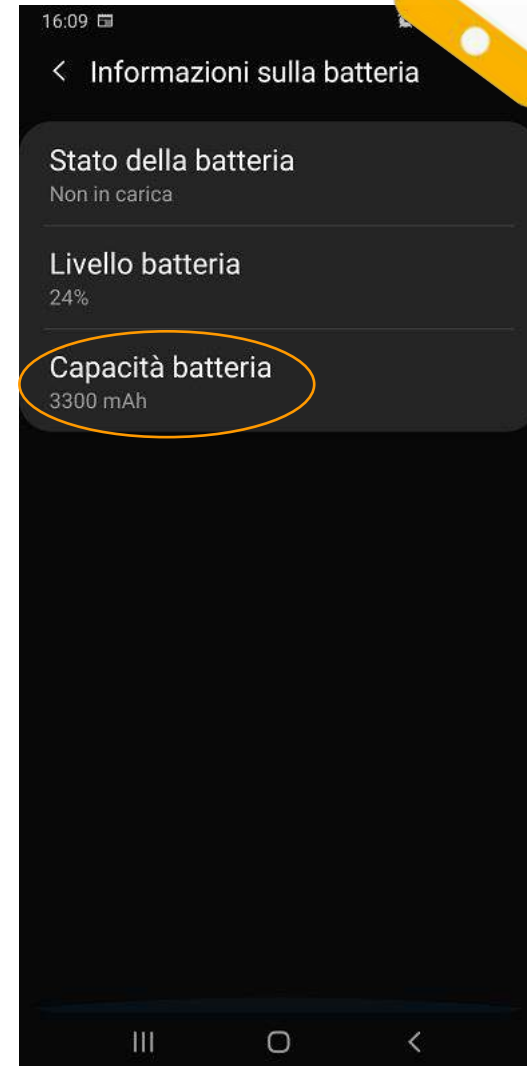 16:09
Informazioni sulla batteria
Stato della batteria
Non in carica
Livello batteria
24%
Capacità batteria
3300 mAh